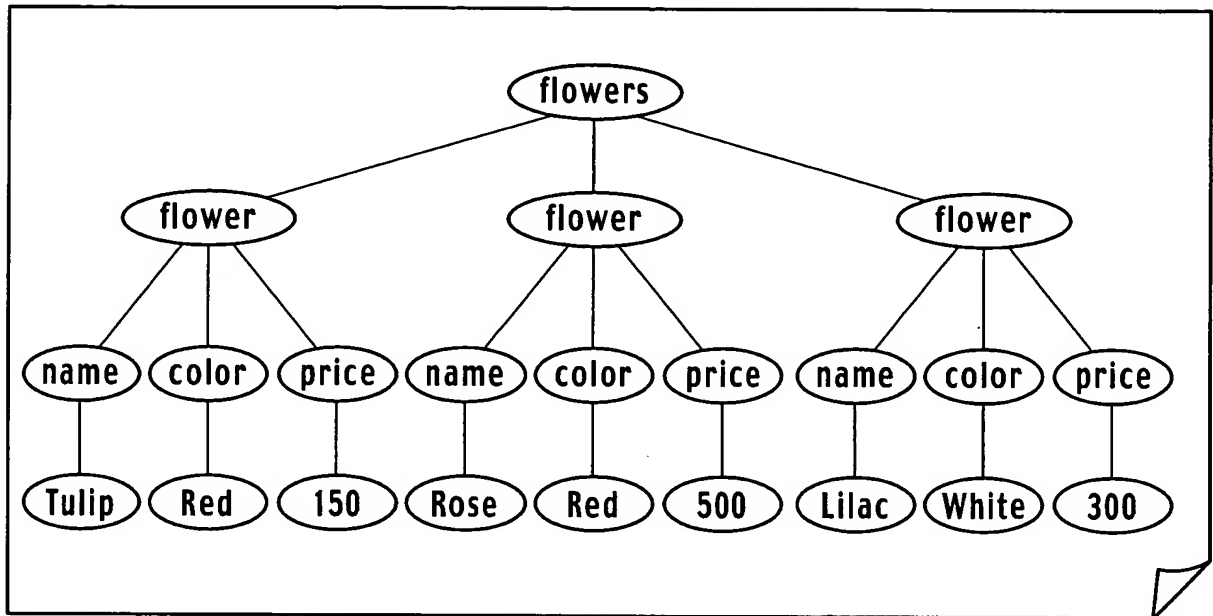 flowers
flower flower flower
name color price name color price name color price
Tulip Red 150 Rose Red 500 Lilac White 300